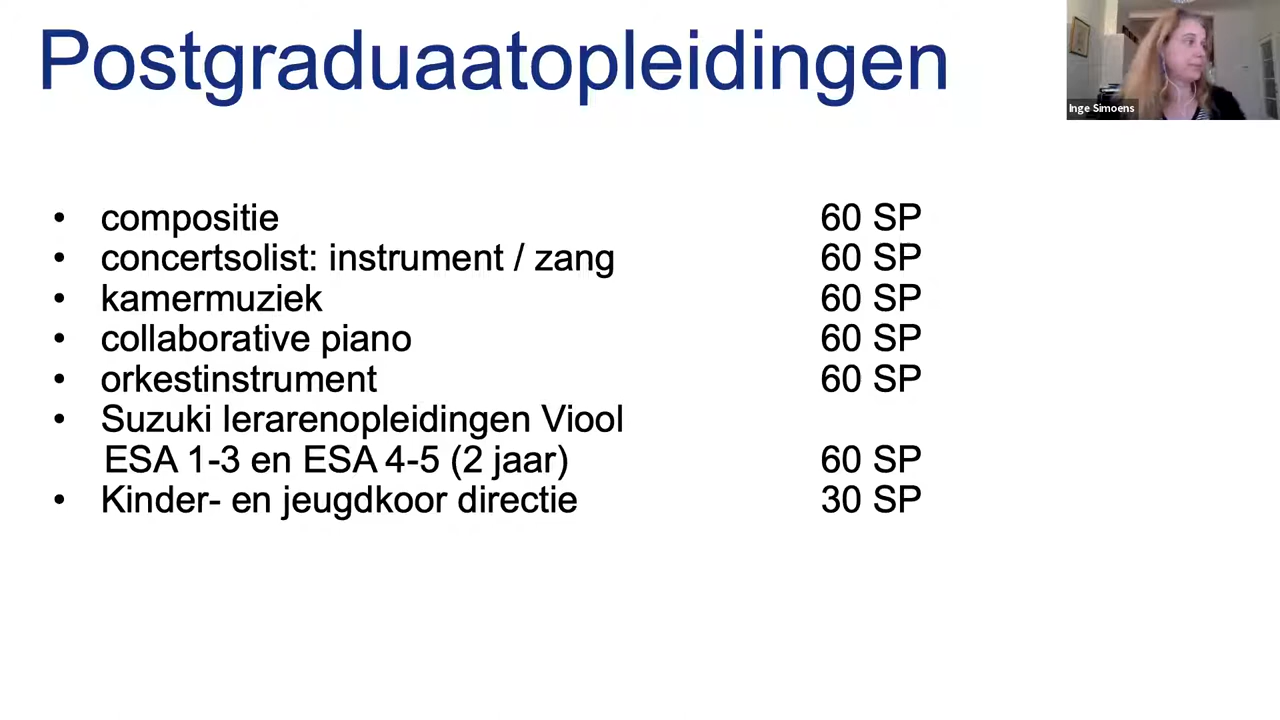 Postgraduaatopleidingen
Inge Simoens
• compositie 60 SP
• concertsolist: instrument / zang 60 SP
• kamermuziek 60 SP
• collaborative piano 60 SP
• orkestinstrument 60 SP
• Suzuki lerarenopleidingen Viool
ESA 1-3 en ESA 4-5 (2 jaar) 60 SP
• Kinder- en jeugdkoor directie 30 SP